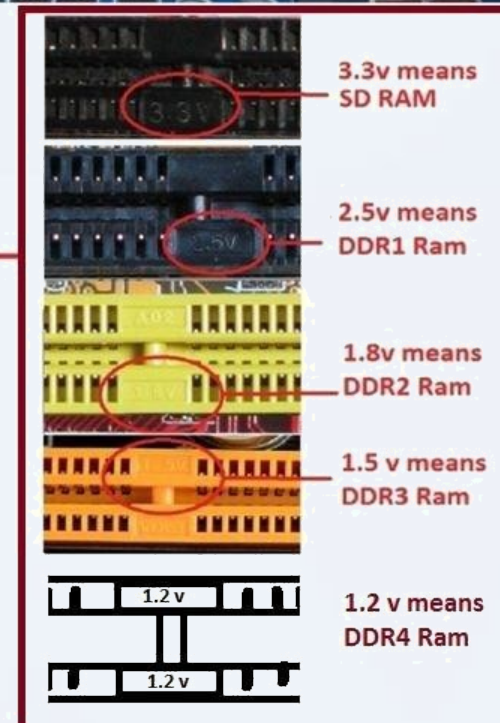 3.3V
3.3v means
SD RAM
2.5V
2.5v means
DDR1 Ram
1.8v means
DDR2 Ram
1.5 v means
DDR3 Ram
1.2 v
1.2 v
1.2 v means
DDR4 Ram